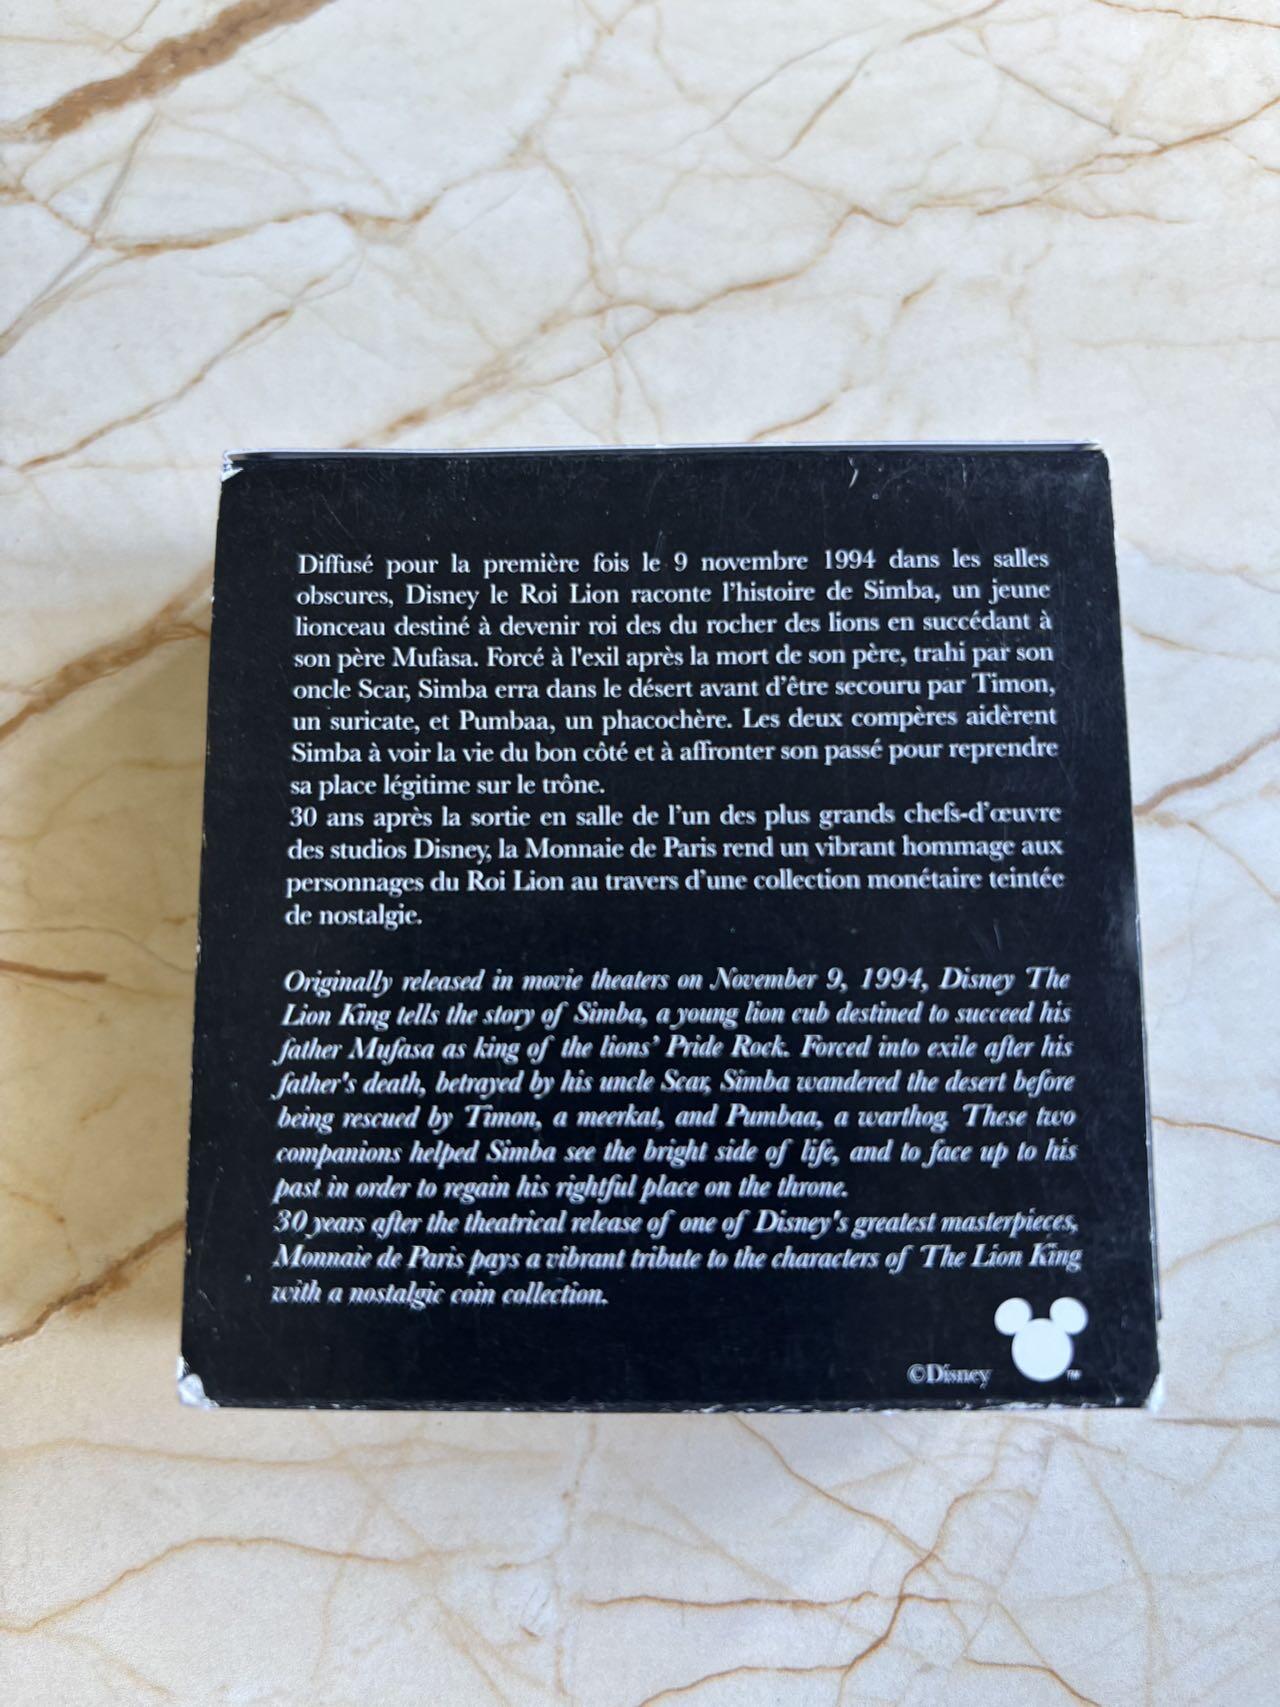 Diffusé pour la première fois le 9 novembre 1994 dans les salles
obscures, Disney le Roi Lion raconte l'histoire de Simba, un jeune
lionceau destiné à devenir roi des du rocher des lions en succédant à
son père Mufasa. Forcé à l'exil après la mort de son père, trahi par son
oncle Scar, Simba erra dans le désert avant d'être secouru par Timon,
un suricate, et Pumbaa, un phacochère. Les deux compères aidèrent
Simba à voir la vie du bon côté et à affronter son passé pour reprendre
sa place légitime sur le trône.
30 ans après la sortie en salle de l'un des plus grands chefs-d'œuvre
des studios Disney, la Monnaie de Paris rend un vibrant hommage aux
personnages du Roi Lion au travers d'une collection monétaire teintée
de nostalgie.
Originally released in movie theaters on November 9, 1994, Disney The
Lion King tells the story of Simba, a young lion cub destined to succeed his
father Mufasa as king of the lions' Pride Rock. Forced into exile after his
father's death, betrayed by his uncle Scar, Simba wandered the desert before
being rescued by Timon, a meerkat, and Pumbaa, a warthog. These two
companions helped Simba see the bright side of life, and to face up to his
past in order to regain his rightful place on the throne.
30 years after the theatrical release of one of Disney's greatest masterpieces,
Monnaie de Paris pays a vibrant tribute to the characters of The Lion King
with a nostalgic coin collection.
©Disney
TM